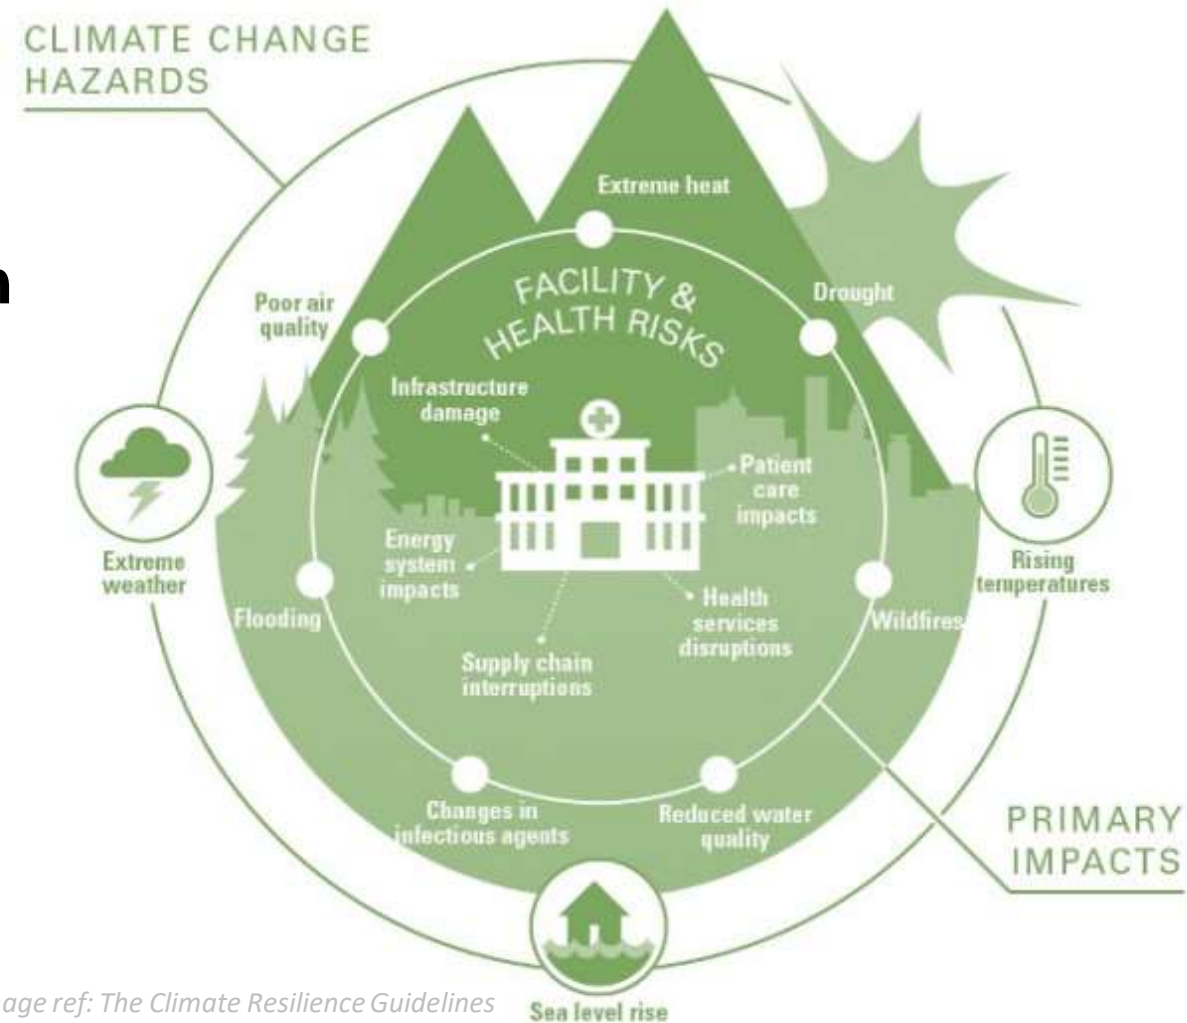 CLIMATE CHANGE
HAZARDS
Extreme heat
FACILITY &
HEALTH RISKS
Drought
Poor air
quality
Infrastructure
damage
Patient
care
impacts
Energy
system
impacts
Extreme
weather
Rising
temperatures
Flooding
Health
services
disruptions
Wildfires
Supply chain
interruptions
Changes in
infectious agents
Reduced water
quality
PRIMARY
IMPACTS
Sea level rise
age ref: The Climate Resilience Guidelines